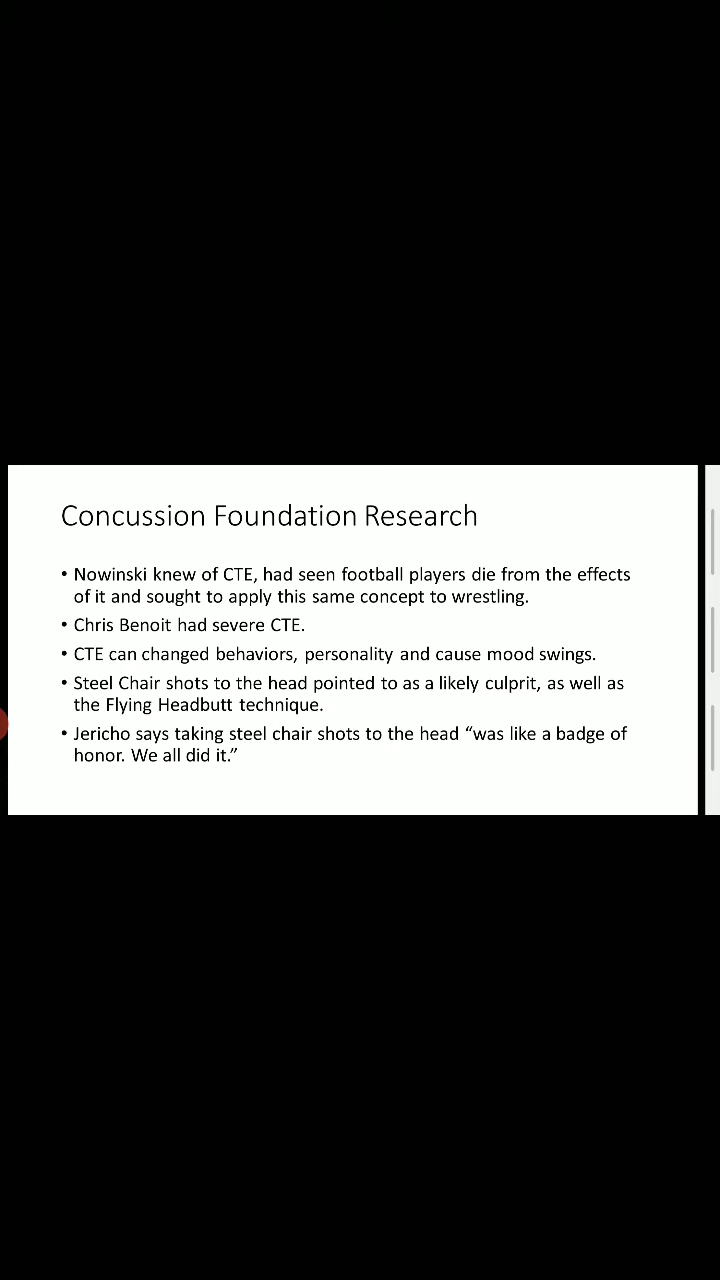 Concussion Foundation Research
• Nowinski knew of CTE, had seen football players die from the effects
of it and sought to apply this same concept to wrestling.
• Chris Benoit had severe CTE.
• CTE can changed behaviors, personality and cause mood swings.
• Steel Chair shots to the head pointed to as a likely culprit, as well as
the Flying Headbutt technique.
• Jericho says taking steel chair shots to the head “was like a badge of
honor. We all did it.”